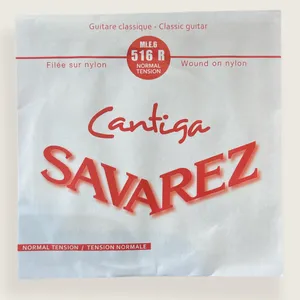 Guitare classique - Classic guitar
MI.E.6
516 R
NORMAL
TENSION
Filée sur nylon
Wound on nylon
Cantiga
SAVAREZ
NORMAL TENSION / TENSION NORMALE